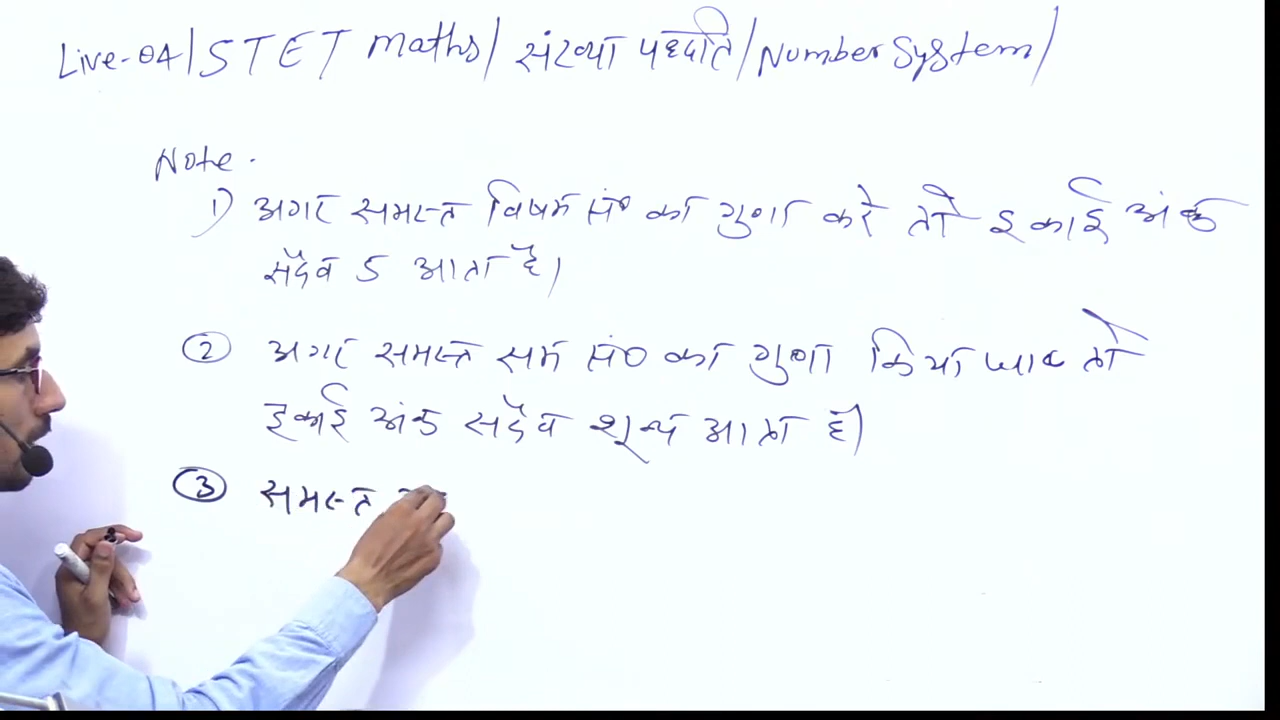 Live-04/STET maths/संख्या पद्धति/Number System/
Note.
1) अगर समस्त विषम सं० का गुणा करे तो इकाई अंक
सदैव 5 आता है।
② अगर समस्त सम सं० का गुणा किया जाए तो
इकाई अंक सदैव शून्य आता है।
③ समस्त